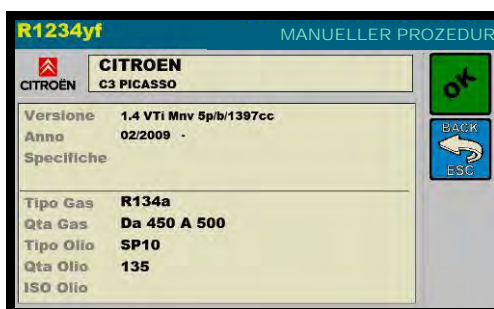 R1234yf
MANUELLER PROZEDUR
CITROËN
CITROEN
C3 PICASSO
OK
Versione 1.4 VTi Mnv 5p/b/1397cc
Anno 02/2009 -
Specifiche
BACK
ESC
Tipo Gas R134a
Qta Gas Da 450 A 500
Tipo Olio SP10
Qta Olio 135
ISO Olio